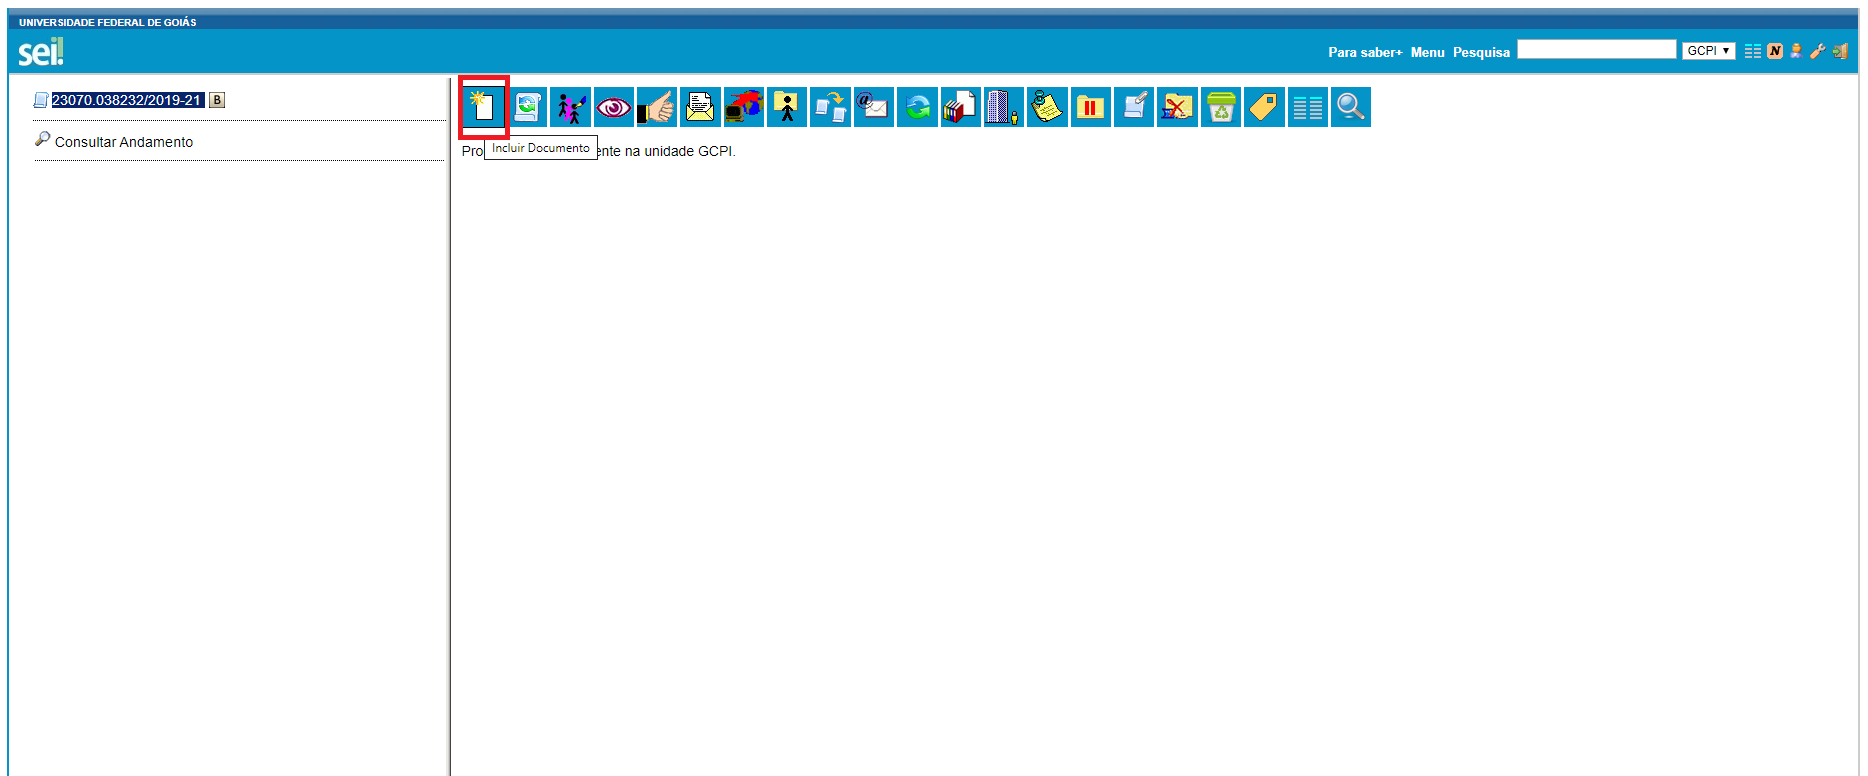 UNIVERSIDADE FEDERAL DE GOIÁS
sei!
Para saber+ Menu Pesquisa GCPI
N
23070.038232/2019-21 B
Consultar Andamento
Incluir Documento
Pro ente na unidade GCPI.